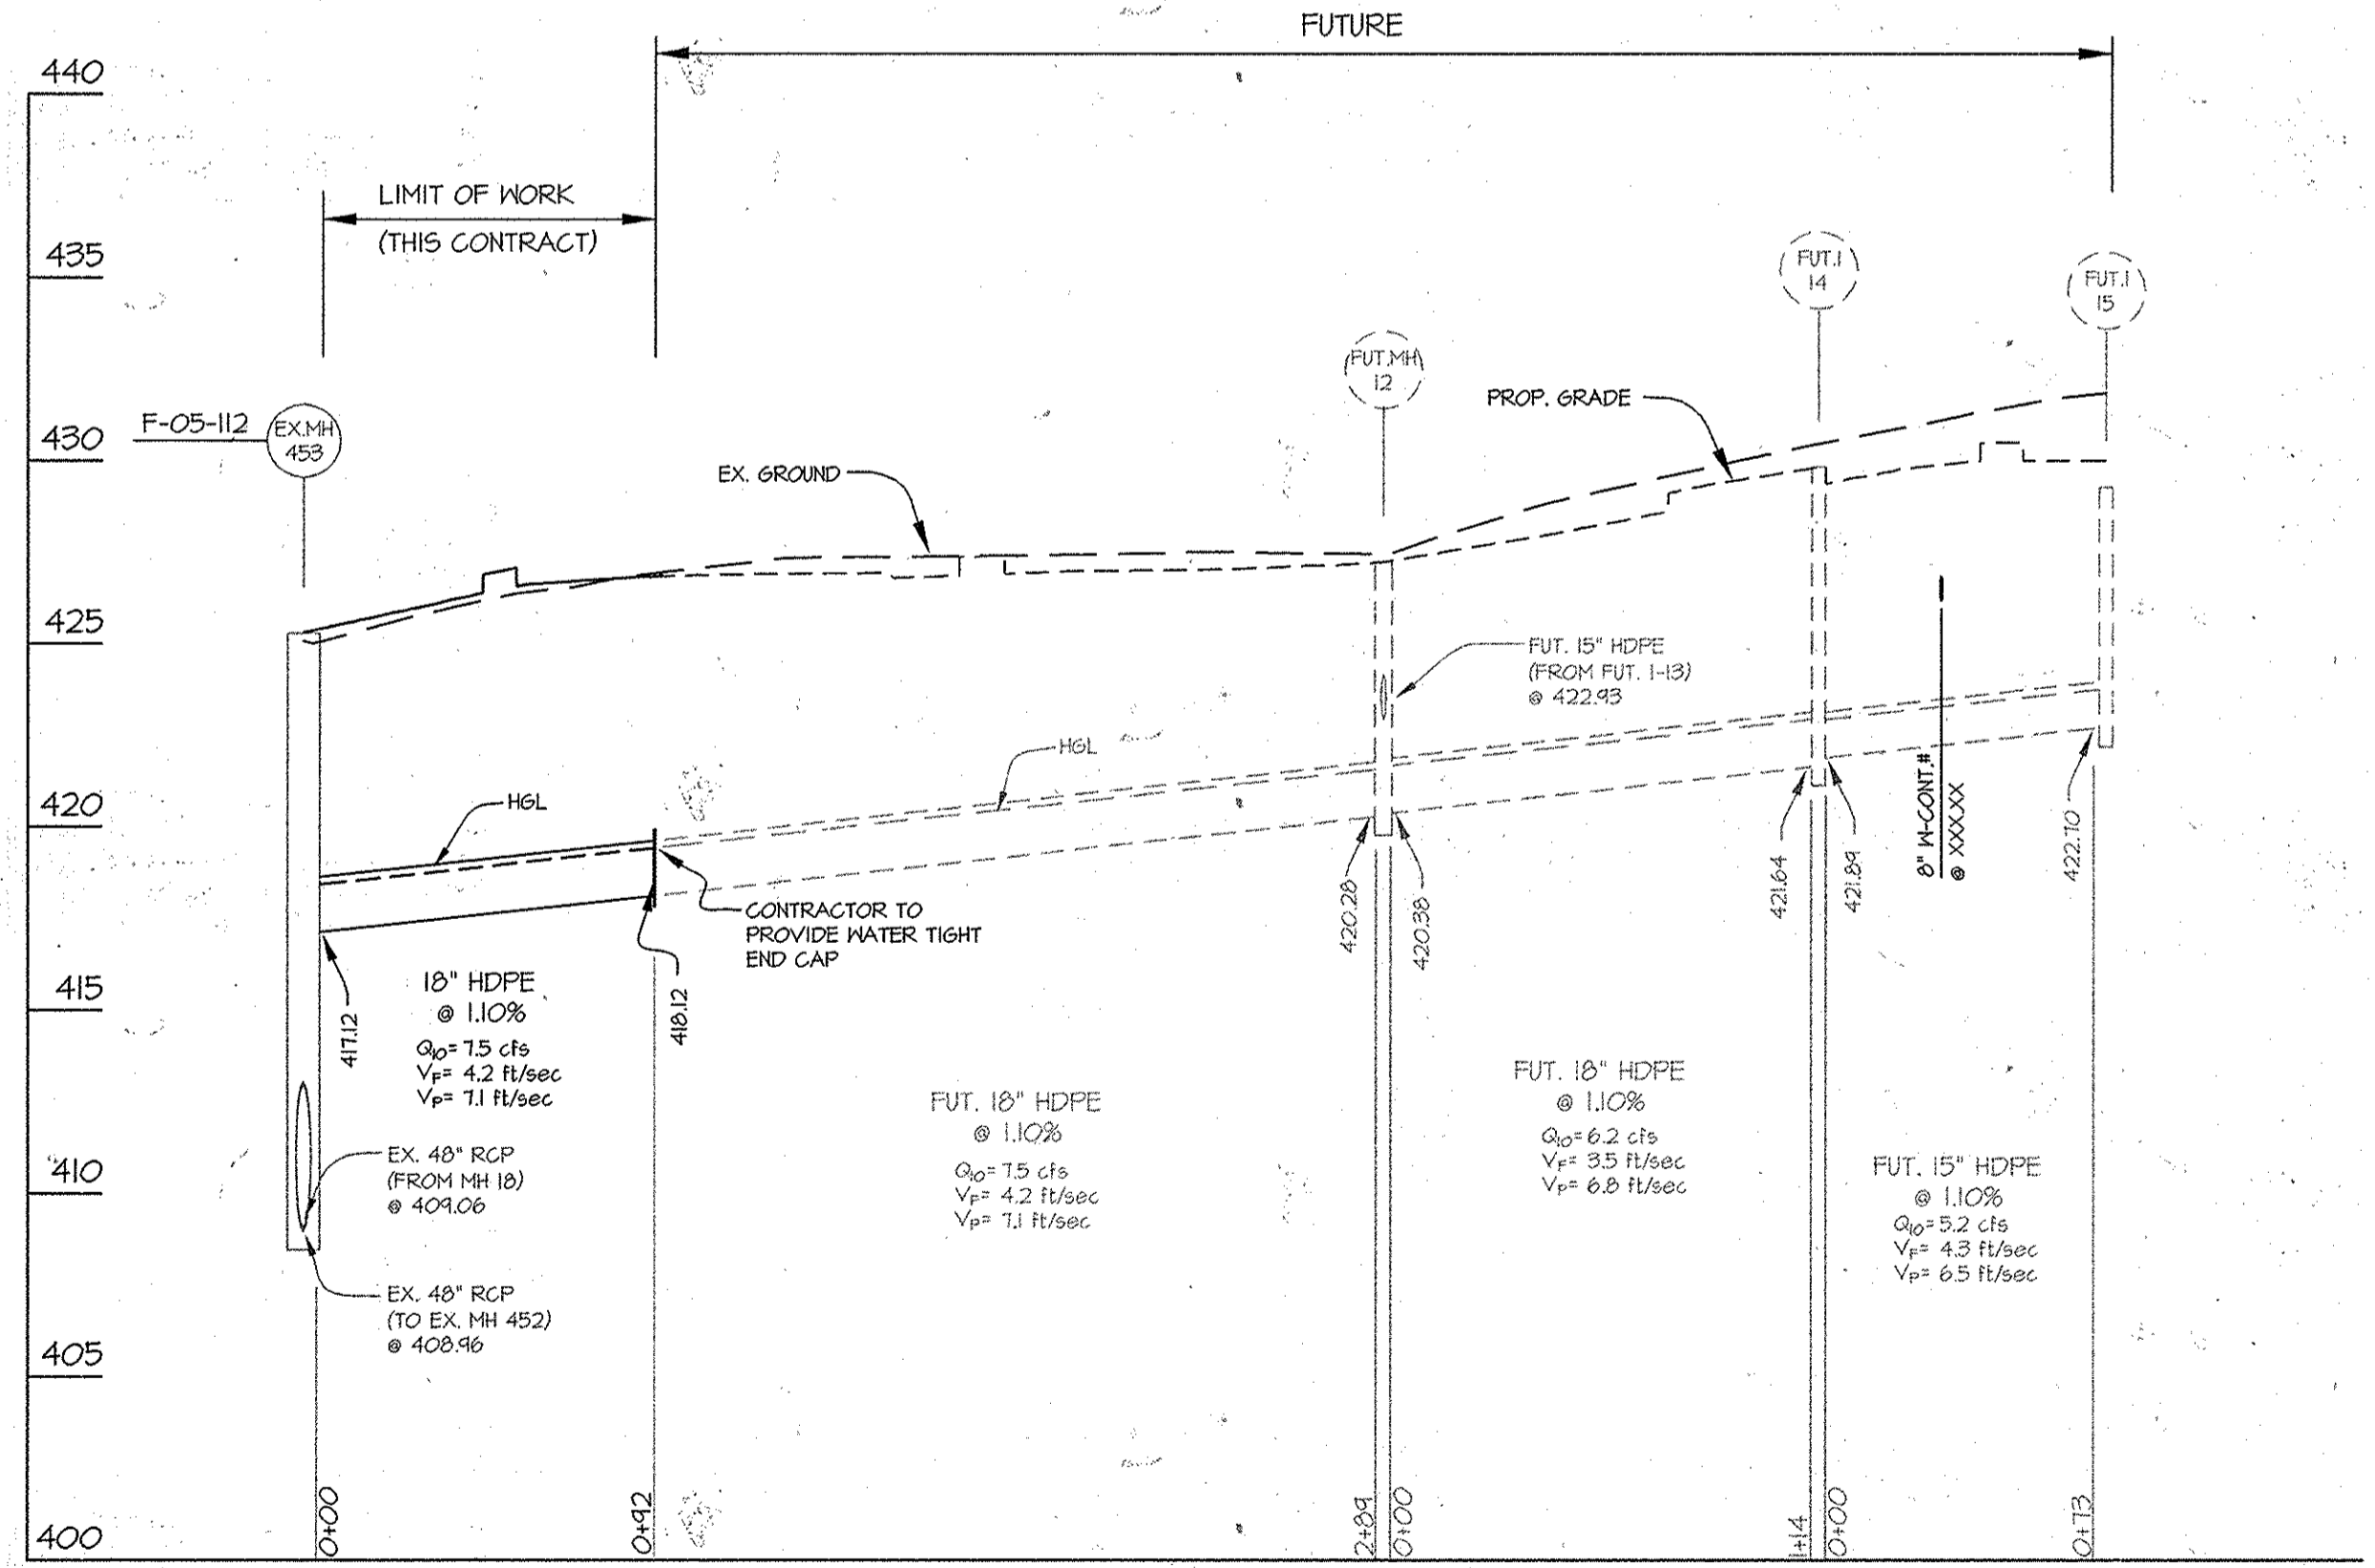 FUTURE
440
LIMIT OF WORK
(THIS CONTRACT)
435
FUT.I
14
FUT.I
15
FUT.MH
12
PROP. GRADE
F-05-112
EX.MH
453
430
EX. GROUND
425
FUT. 15" HDPE
(FROM FUT. I-13)
@ 422.93
HGL
HGL
420
8" W-CONT.#
@ XXX.XX
CONTRACTOR TO
PROVIDE WATER TIGHT
END CAP
417.12
418.12
420.28
420.38
421.64
421.89
422.70
415
18" HDPE
@ 1.10%
Q10= 7.5 cfs
VF= 4.2 ft/sec
VP= 7.1 ft/sec
FUT. 18" HDPE
@ 1.10%
Q10= 7.5 cfs
VF= 4.2 ft/sec
VP= 7.1 ft/sec
FUT. 18" HDPE
@ 1.10%
Q10= 6.2 cfs
VF= 3.5 ft/sec
VP= 6.8 ft/sec
FUT. 15" HDPE
@ 1.10%
Q10= 5.2 cfs
VF= 4.3 ft/sec
VP= 6.5 ft/sec
410
EX. 48" RCP
(FROM MH 18)
@ 409.06
EX. 48" RCP
(TO EX. MH 452)
@ 408.96
405
400
0+00
0+92
2+89
0+00
1+14
0+00
0+73